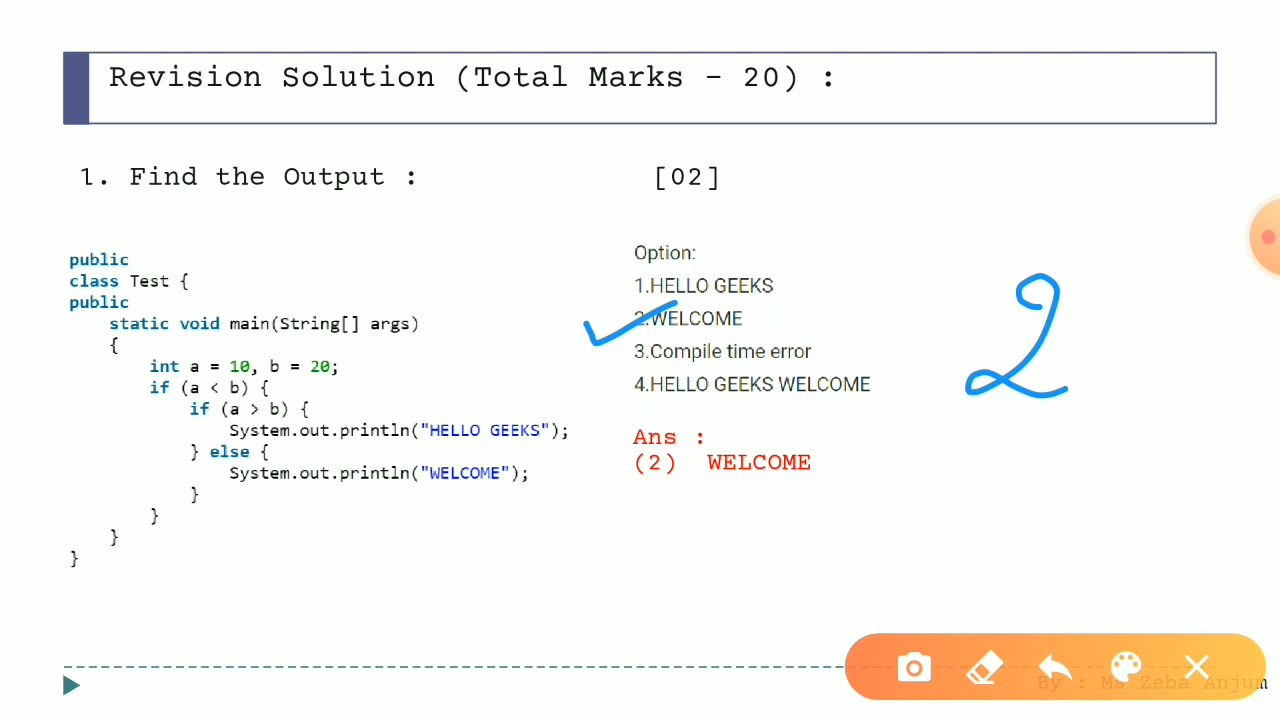 Revision Solution (Total Marks - 20) :
1. Find the Output : [02]
public
class Test {
public
static void main(String[] args)
{
int a = 10, b = 20;
if (a < b) {
if (a > b) {
System.out.println("HELLO GEEKS");
} else {
System.out.println("WELCOME");
}
}
}
}
Option:
1.HELLO GEEKS
2.WELCOME
3.Compile time error
4.HELLO GEEKS WELCOME
Ans :
(2) WELCOME
2
By : Ms Zeba Anjum